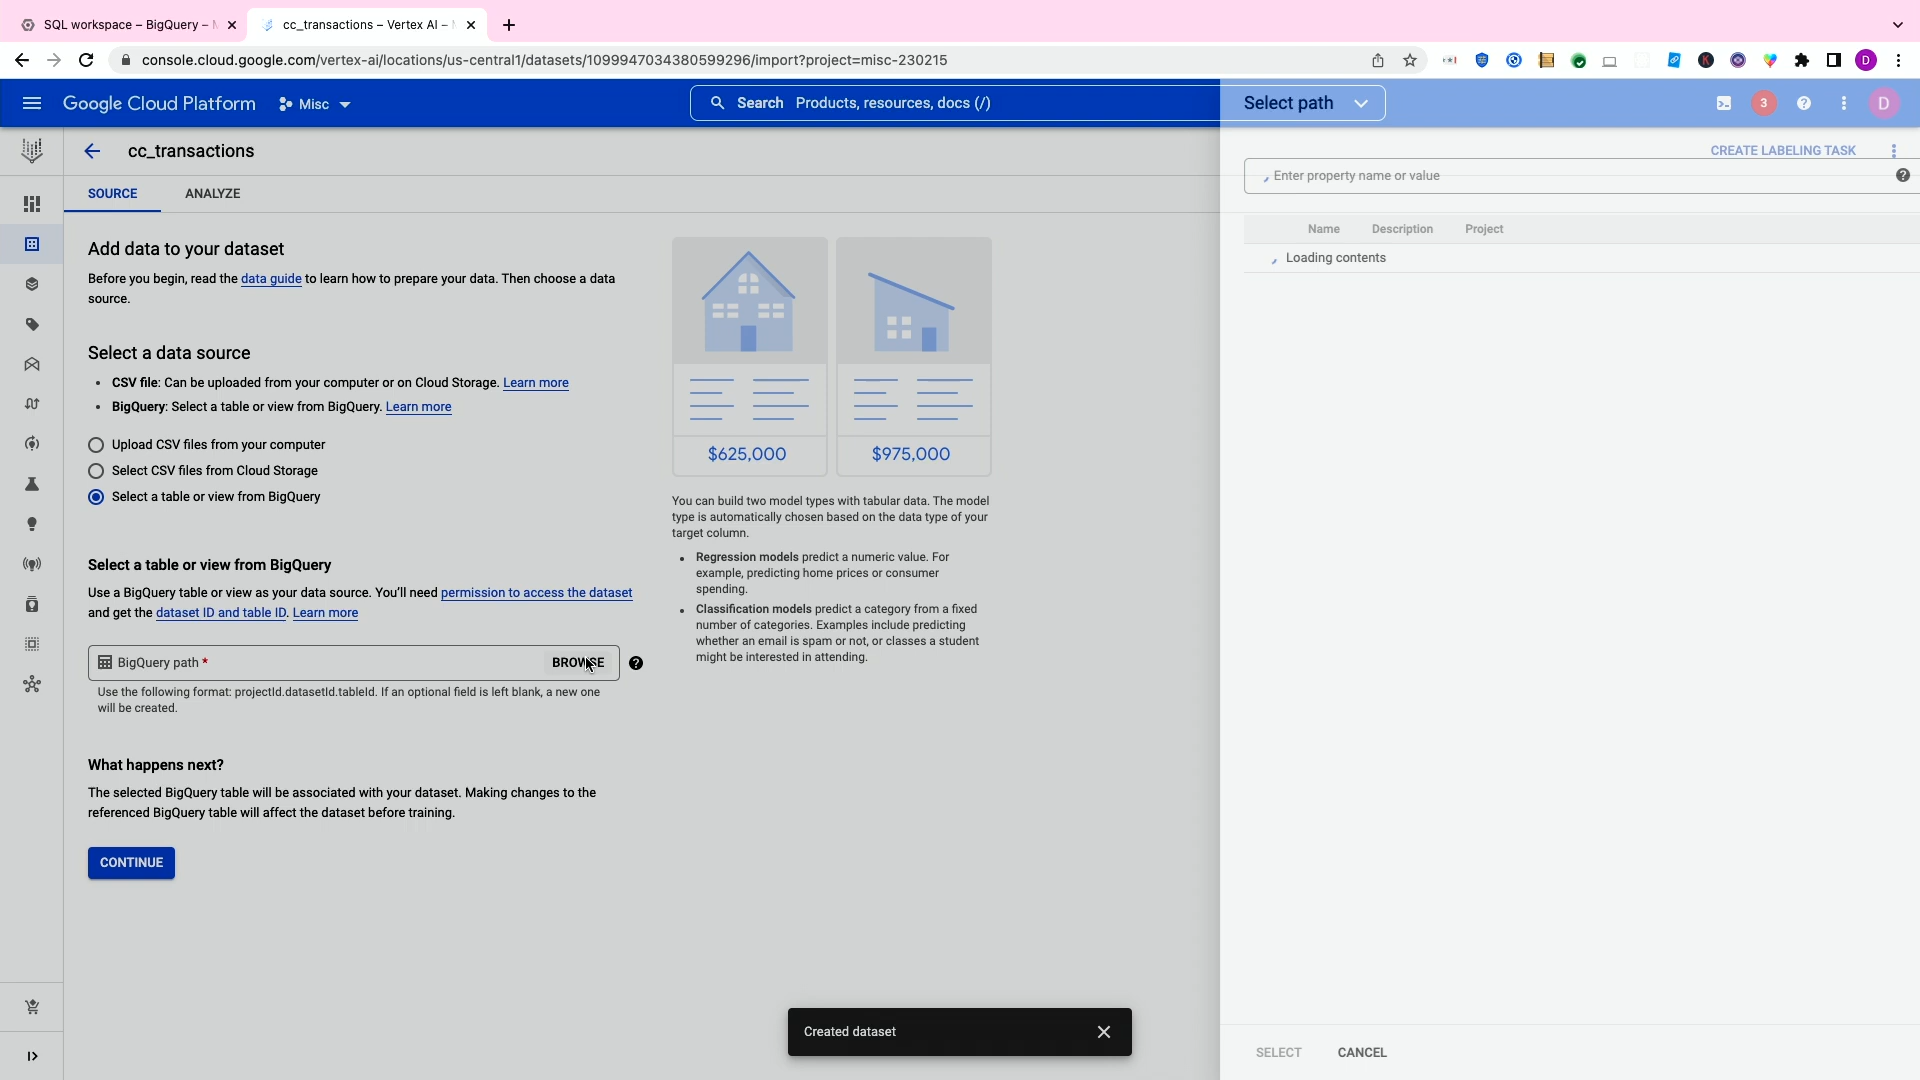 SQL workspace – BigQuery –
cc_transactions – Vertex AI –
console.cloud.google.com/vertex-ai/locations/us-central1/datasets/1099947034380599296/import?project=misc-230215
D
Google Cloud Platform
Misc
Search Products, resources, docs (/)
Select path
3
D
cc_transactions
CREATE LABELING TASK
SOURCE
ANALYZE
Add data to your dataset
Before you begin, read the data guide to learn how to prepare your data. Then choose a data
source.
Select a data source
• CSV file: Can be uploaded from your computer or on Cloud Storage. Learn more
• BigQuery: Select a table or view from BigQuery. Learn more
Upload CSV files from your computer
Select CSV files from Cloud Storage
Select a table or view from BigQuery
Select a table or view from BigQuery
Use a BigQuery table or view as your data source. You'll need permission to access the dataset
and get the dataset ID and table ID. Learn more
BigQuery path *
BROWSE
Use the following format: projectId.datasetId.tableId. If an optional field is left blank, a new one
will be created.
What happens next?
The selected BigQuery table will be associated with your dataset. Making changes to the
referenced BigQuery table will affect the dataset before training.
CONTINUE
$625,000
$975,000
You can build two model types with tabular data. The model
type is automatically chosen based on the data type of your
target column.
• Regression models predict a numeric value. For
example, predicting home prices or consumer
spending.
• Classification models predict a category from a fixed
number of categories. Examples include predicting
whether an email is spam or not, or classes a student
might be interested in attending.
Enter property name or value
Name Description Project
Loading contents
Created dataset
SELECT
CANCEL